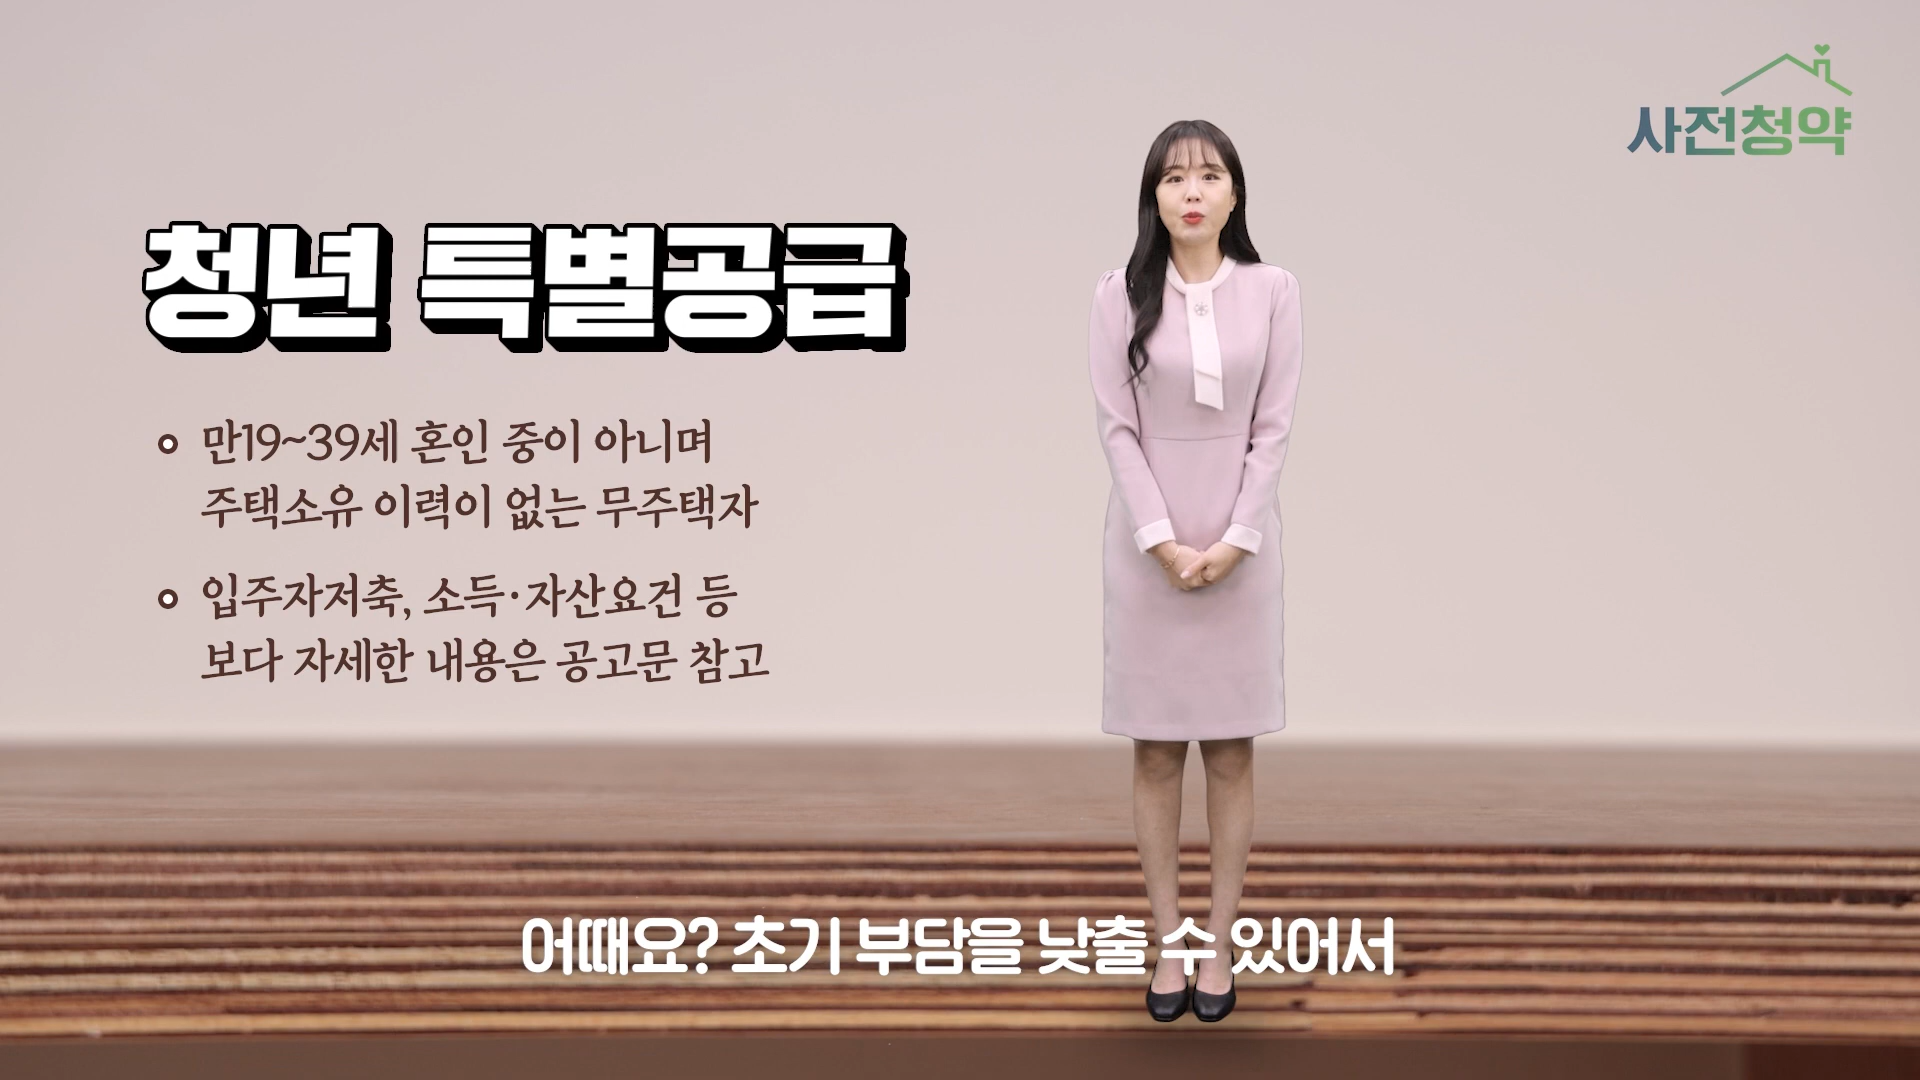 사전청약
청년 특별공급
만19~39세 혼인 중이 아니며
주택소유 이력이 없는 무주택자
입주자저축, 소득·자산요건 등
보다 자세한 내용은 공고문 참고
어때요? 초기 부담을 낮출 수 있어서